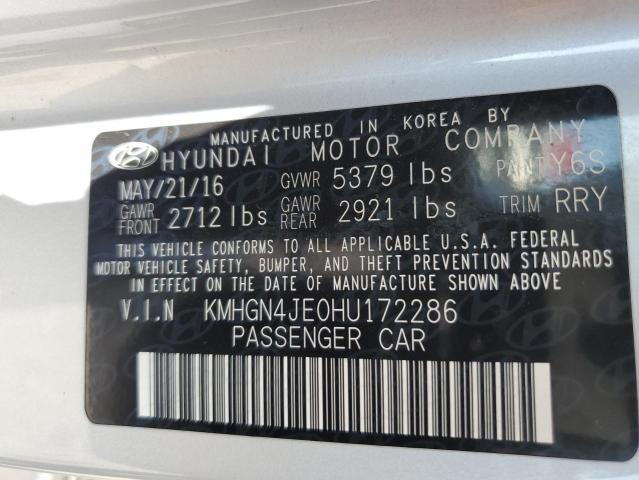 MANUFACTURED IN KOREA BY
HYUNDAI MOTOR COMPANY
MAY/21/16 GVWR 5379 lbs PAINT Y6S
GAWR FRONT 2712 lbs GAWR REAR 2921 lbs TRIM RRY
THIS VEHICLE CONFORMS TO ALL APPLICABLE U.S.A. FEDERAL
MOTOR VEHICLE SAFETY, BUMPER, AND THEFT PREVENTION STANDARDS
IN EFFECT ON THE DATE OF MANUFACTURE SHOWN ABOVE.
V.I.N KMHGN4JE0HU172286
PASSENGER CAR